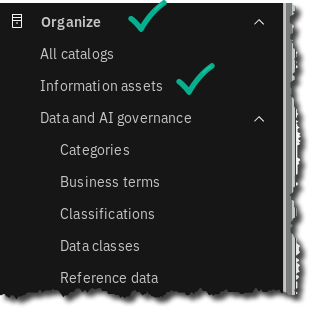 Organize
All catalogs
Information assets
Data and AI governance
Categories
Business terms
Classifications
Data classes
Reference data